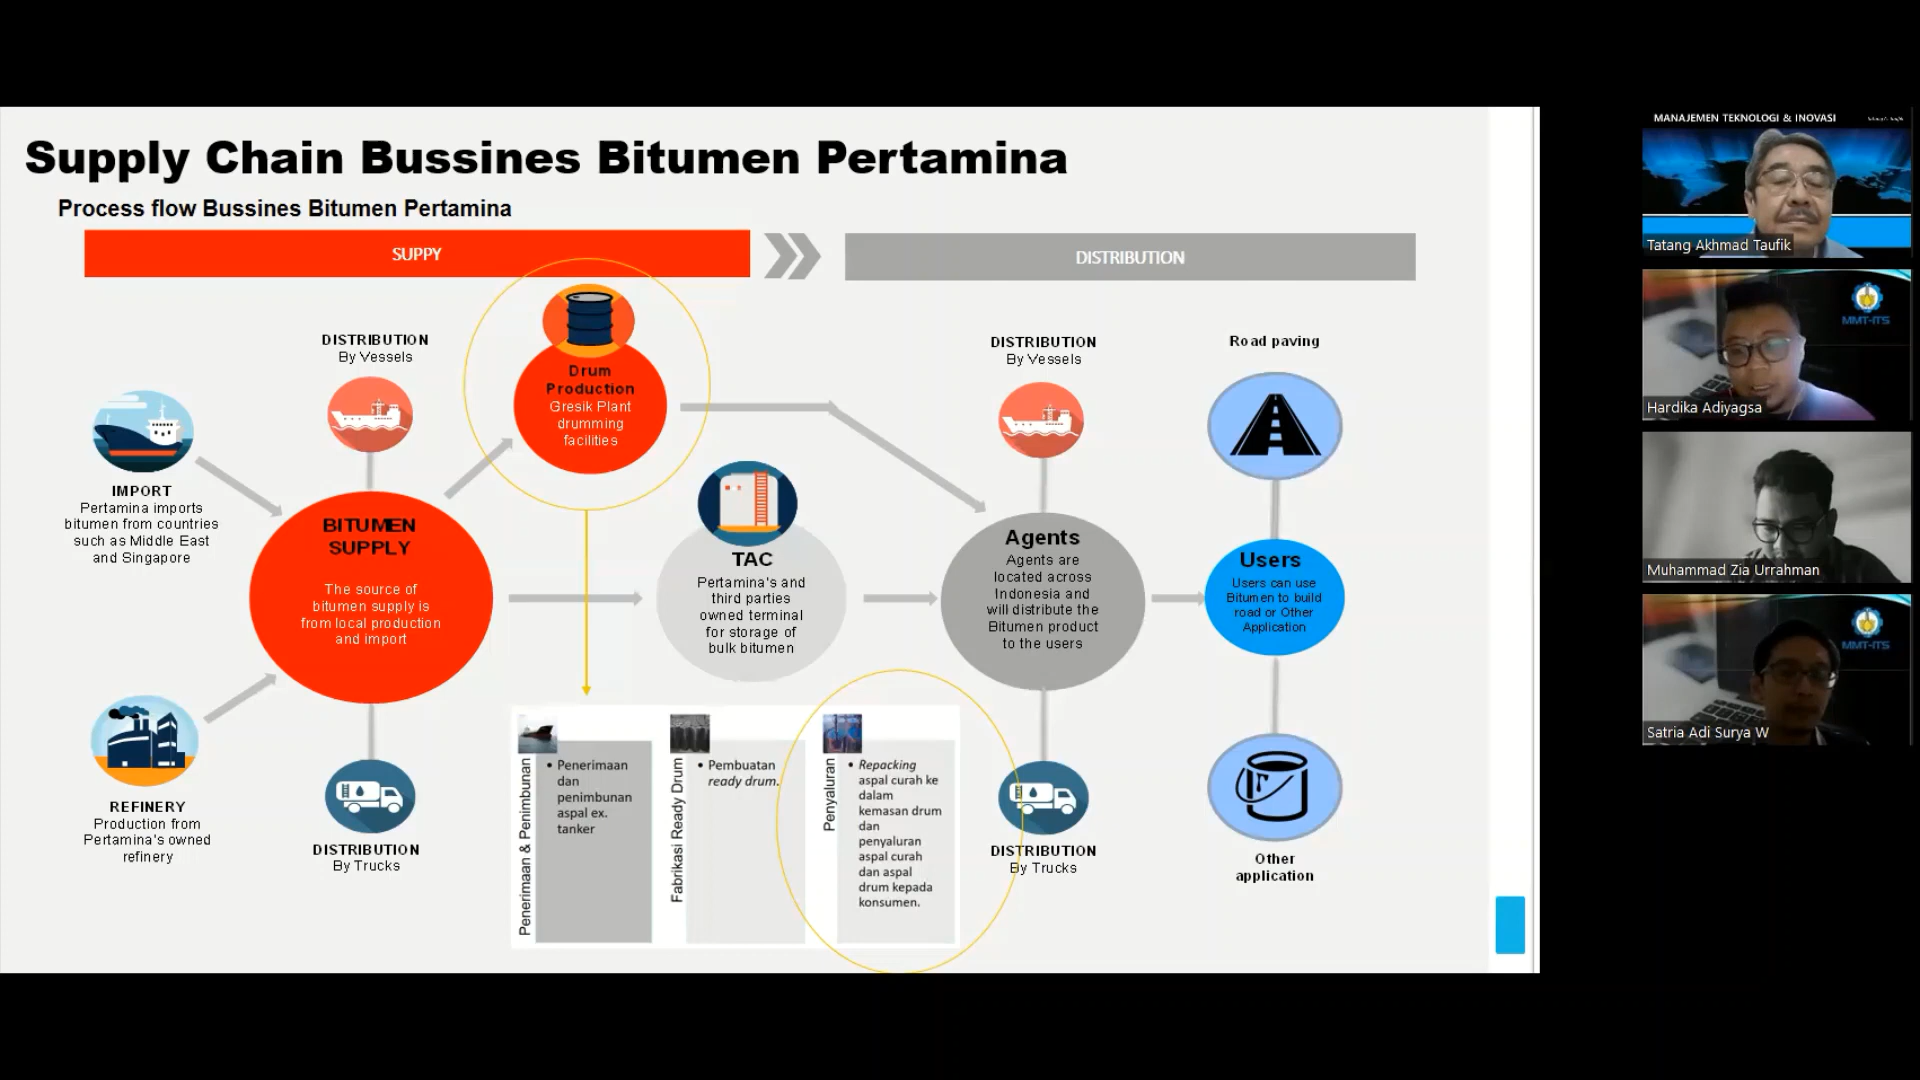 Supply Chain Bussines Bitumen Pertamina
Process flow Bussines Bitumen Pertamina
SUPPY
DISTRIBUTION
IMPORT
Pertamina imports
bitumen from countries
such as Middle East
and Singapore
REFINERY
Production from
Pertamina's owned
refinery
DISTRIBUTION
By Vessels
BITUMEN
SUPPLY
The source of
bitumen supply is
from local production
and import
DISTRIBUTION
By Trucks
Drum
Production
Gresik Plant
drumming
facilities
TAC
Pertamina's and
third parties
owned terminal
for storage of
bulk bitumen
Penerimaan & Penimbunan
• Penerimaan
dan
penimbunan
aspal ex.
tanker
Fabrikasi Ready Drum
• Pembuatan
ready drum.
Penyaluran
• Repacking
aspal curah ke
dalam
kemasan drum
dan
penyaluran
aspal curah
dan aspal
drum kepada
konsumen.
DISTRIBUTION
By Vessels
Agents
Agents are
located across
Indonesia and
will distribute the
Bitumen product
to the users
DISTRIBUTION
By Trucks
Road paving
Users
Users can use
Bitumen to build
road or Other
Application
Other
application
MANAJEMEN TEKNOLOGI & INOVASI
Tatang Akhmad Taufik
MMT-ITS
Hardika Adiyagsa
Muhammad Zia Urrahman
MMT-ITS
Satria Adi Surya W